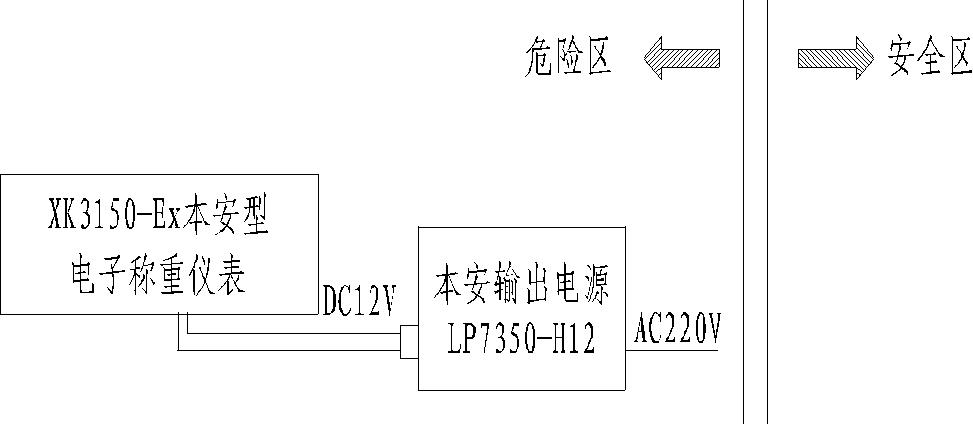 危险区
安全区
XK3150-Ex本安型
电子称重仪表
DC12V
本安输出电源
LP7350-H12
AC220V